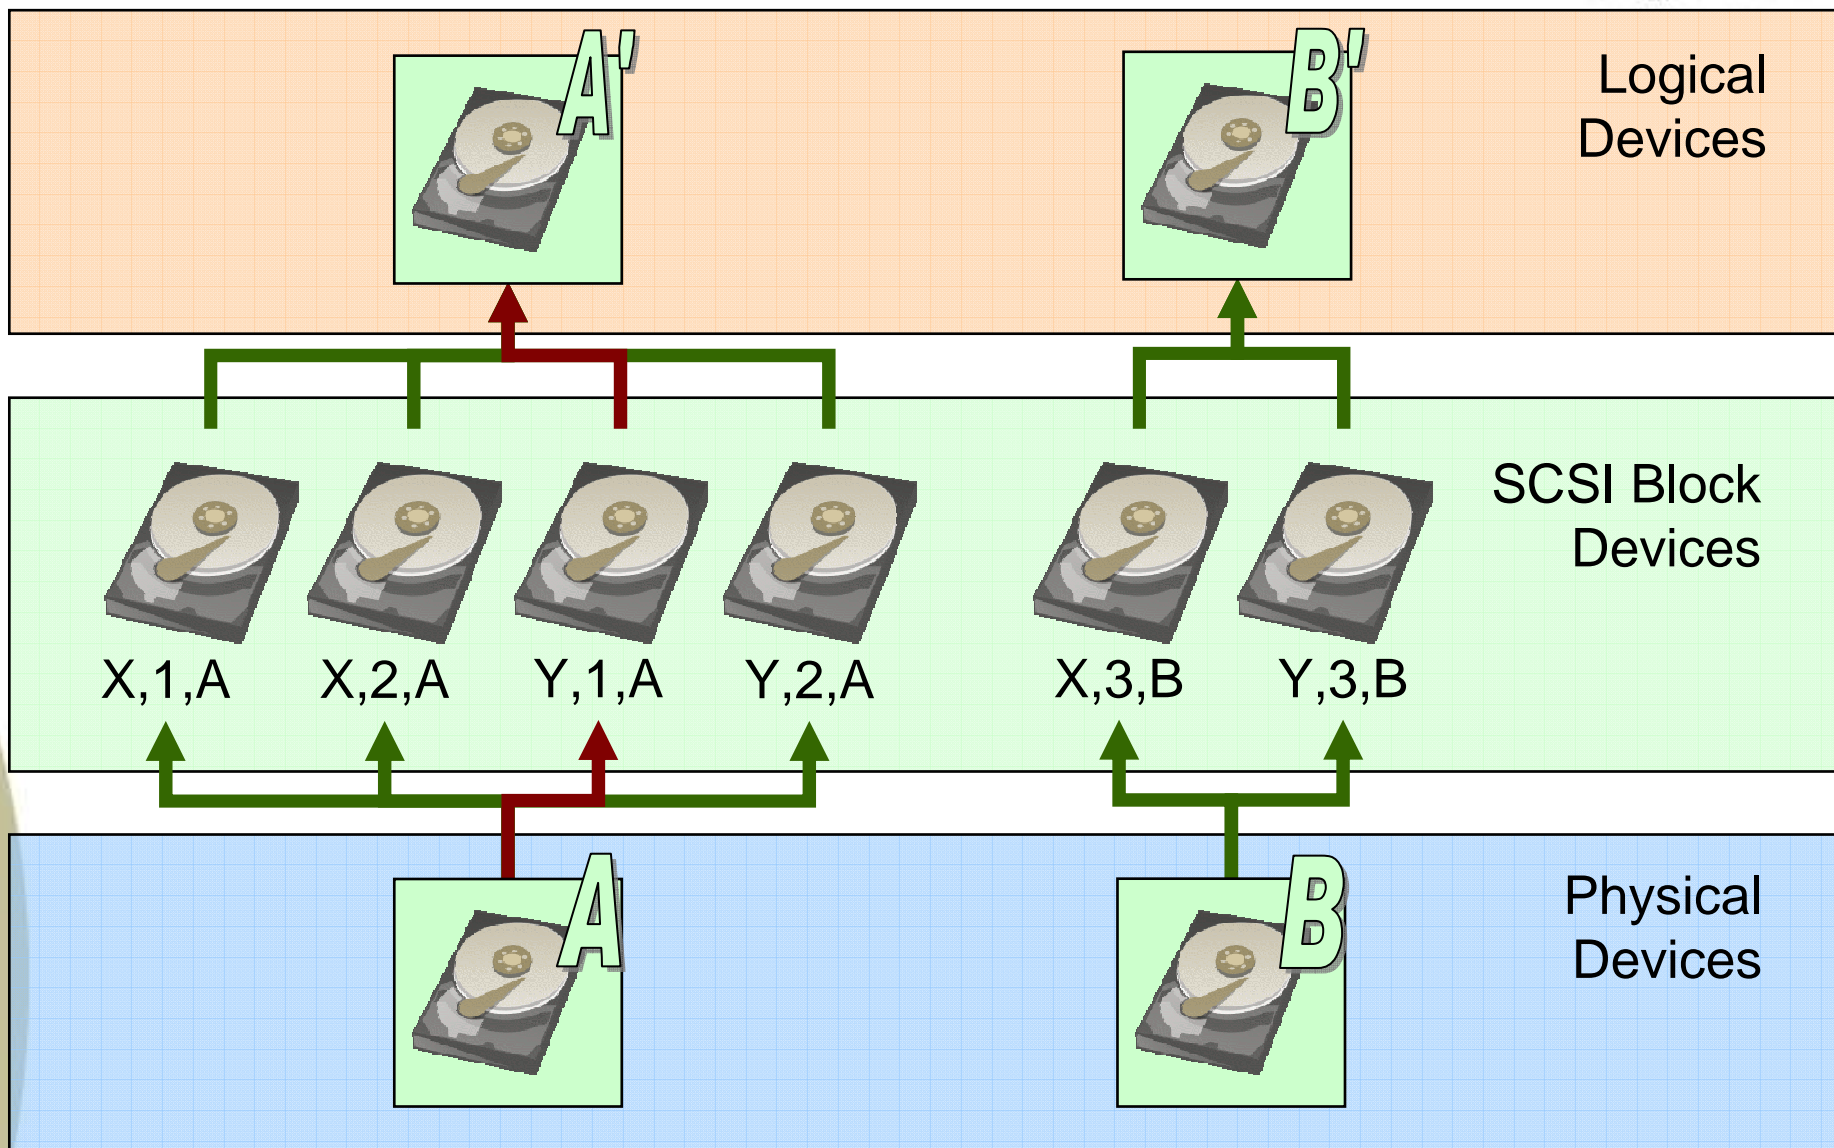 A'
B'
Logical
Devices
SCSI Block
Devices
X,1,A
X,2,A
Y,1,A
Y,2,A
X,3,B
Y,3,B
A
B
Physical
Devices